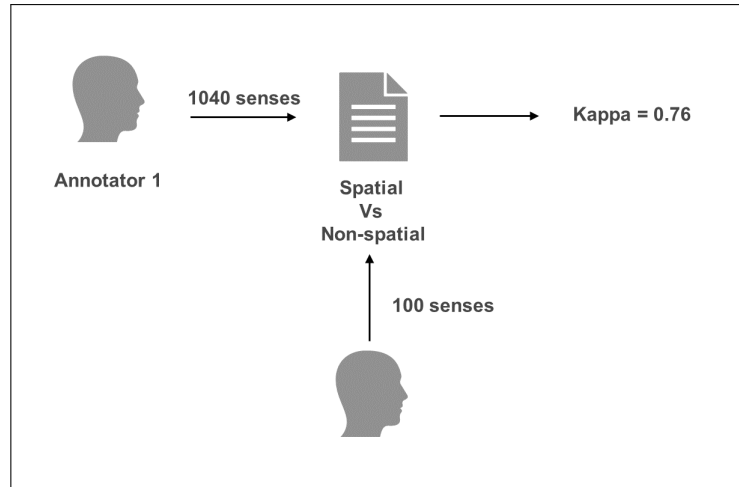 1040 senses
Kappa = 0.76
Annotator 1
Spatial
Vs
Non-spatial
100 senses